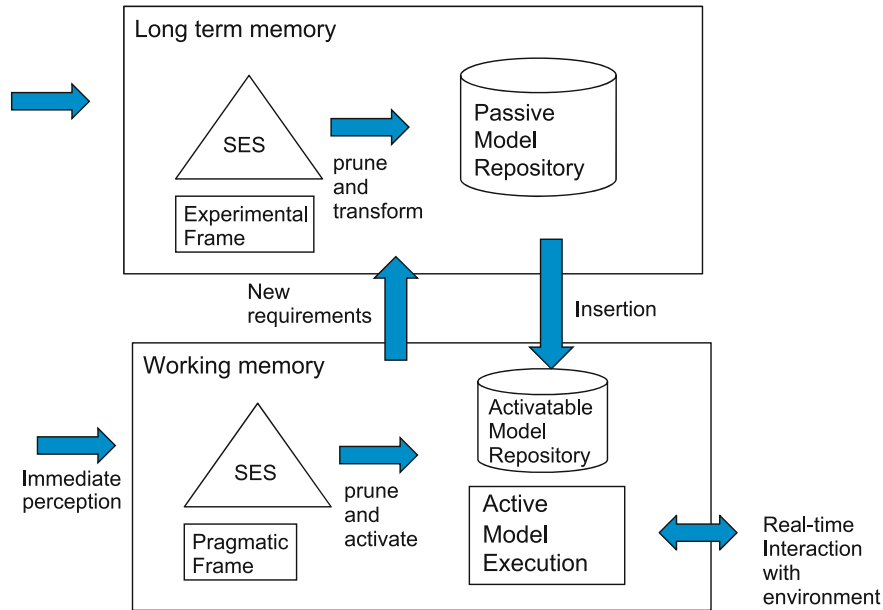 Long term memory
SES
Experimental
Frame
prune
and
transform
Passive
Model
Repository
New
requirements
Insertion
Working memory
Immediate
perception
SES
Pragmatic
Frame
prune
and
activate
Activatable
Model
Repository
Active
Model
Execution
Real-time
Interaction
with
environment